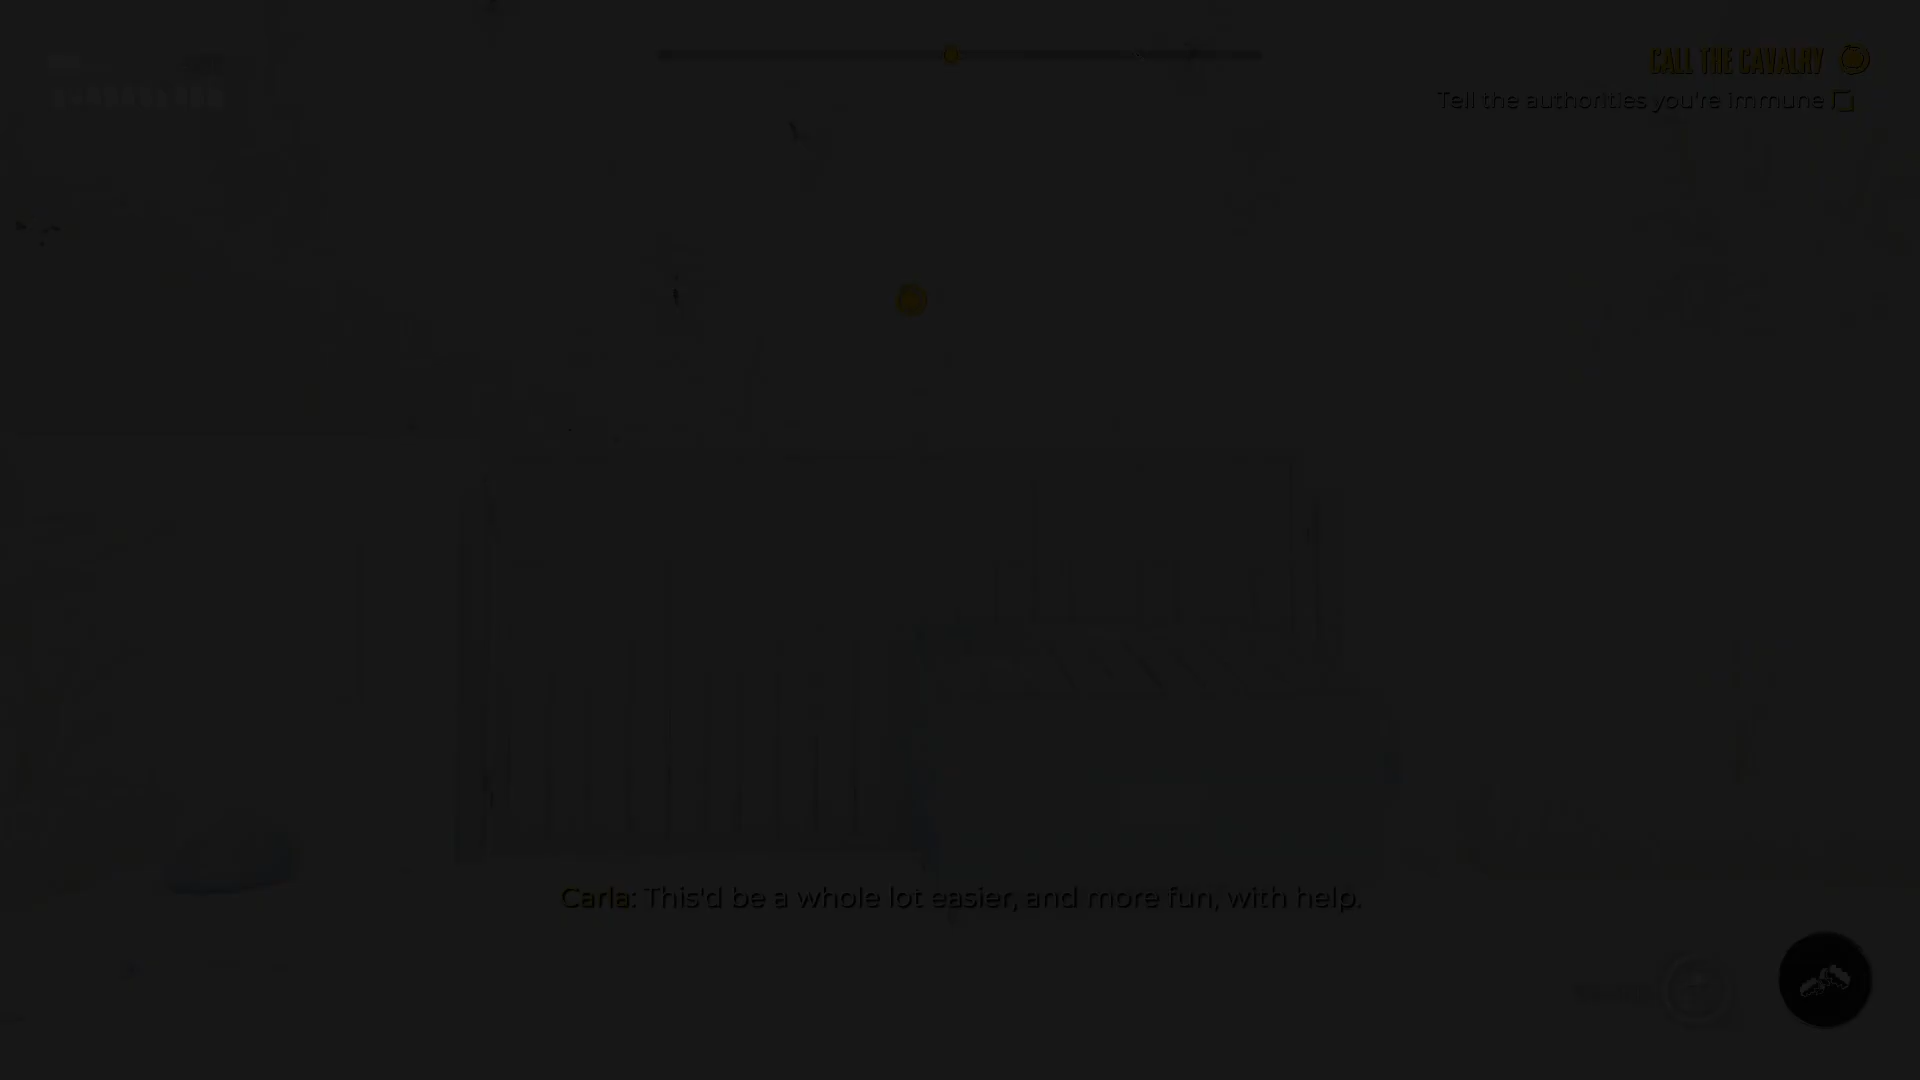 CALL THE CAVALRY
Tell the authorities you're immune
Carla: This'd be a whole lot easier, and more fun, with help.